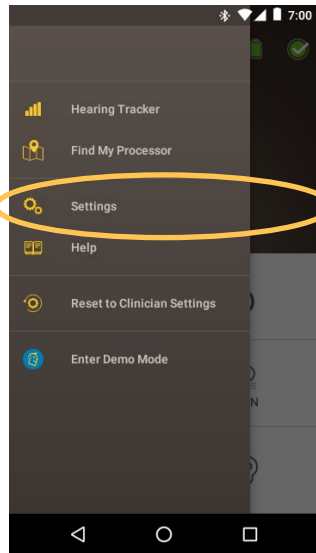 7:00
Hearing Tracker
Find My Processor
Settings
Help
Reset to Clinician Settings
N
Enter Demo Mode